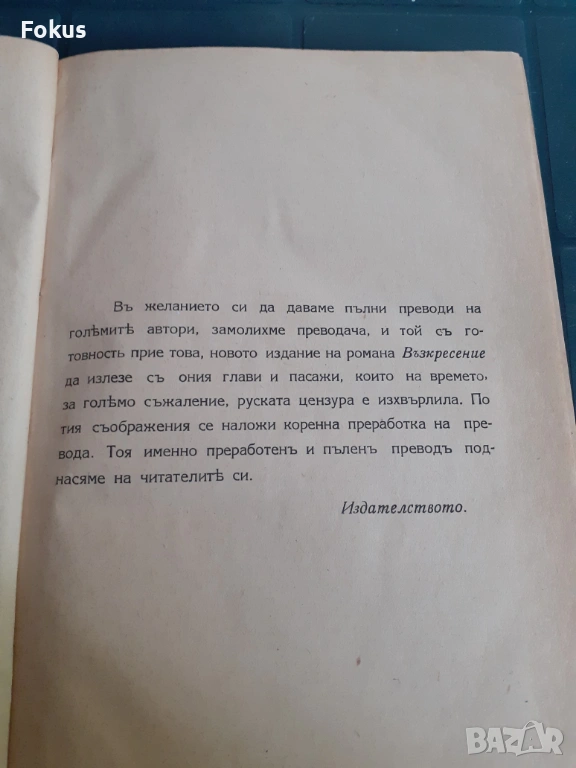 Fokus
Въ желанието си да даваме пълни преводи на
голѣмитѣ автори, замолихме преводача, и той съ го-
товность прие това, новото издание на романа Възкресение
да излезе съ ония глави и пасажи, които на времето,
за голѣмо съжаление, руската цензура е изхвърлила. По
тия съображения се наложи коренна преработка на пре-
вода. Тоя именно преработенъ и пъленъ преводъ под-
насяме на читателитѣ си.
Издателството.
BAZAR